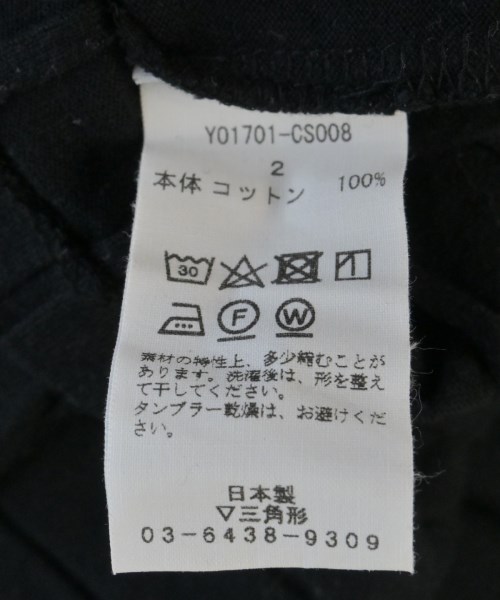 Y01701-CS008
2
本体 コットン 100%
30
F W
素材の特性上、多少縮むことが
あります。洗濯後は、形を整え
て干してください。
タンブラー乾燥は、お避けくだ
さい。
日本製
▽三角形
03-6438-9309